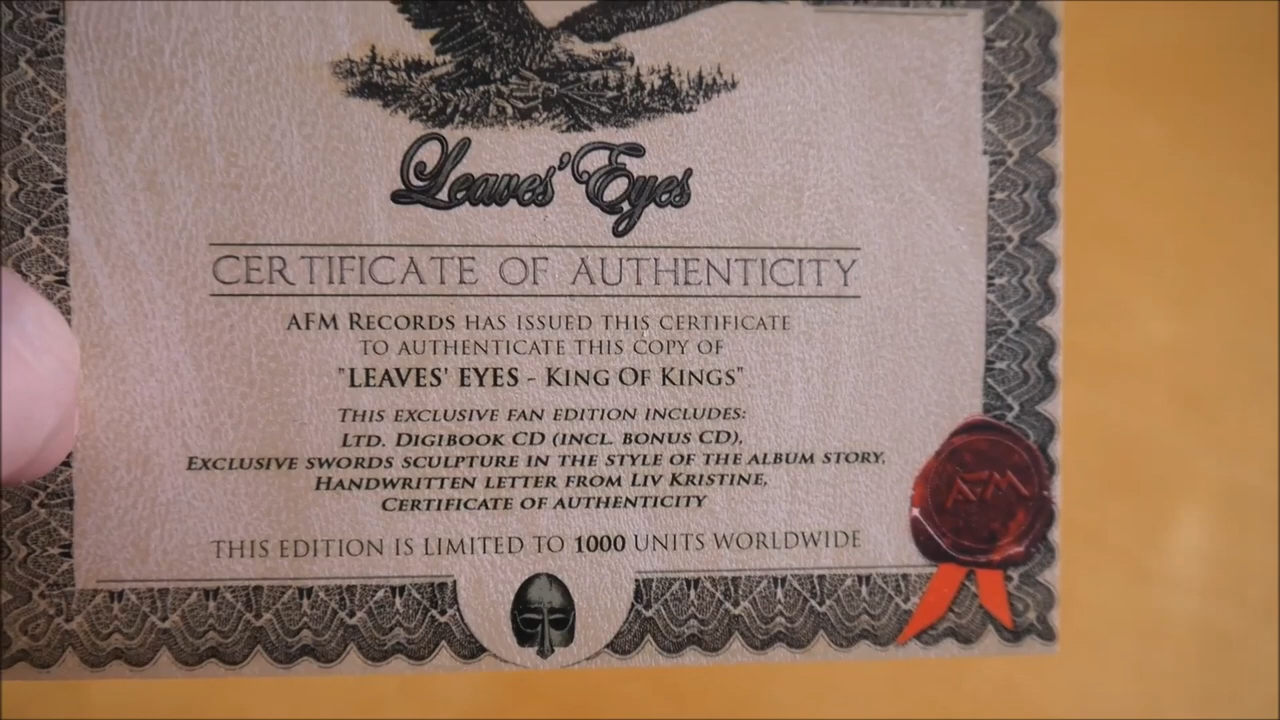 Leaves' Eyes
CERTIFICATE OF AUTHENTICITY
AFM RECORDS HAS ISSUED THIS CERTIFICATE
TO AUTHENTICATE THIS COPY OF
"LEAVES' EYES - KING OF KINGS"
THIS EXCLUSIVE FAN EDITION INCLUDES:
LTD. DIGIBOOK CD (INCL. BONUS CD),
EXCLUSIVE SWORDS SCULPTURE IN THE STYLE OF THE ALBUM STORY,
HANDWRITTEN LETTER FROM LIV KRISTINE,
CERTIFICATE OF AUTHENTICITY
THIS EDITION IS LIMITED TO 1000 UNITS WORLDWIDE
AFM